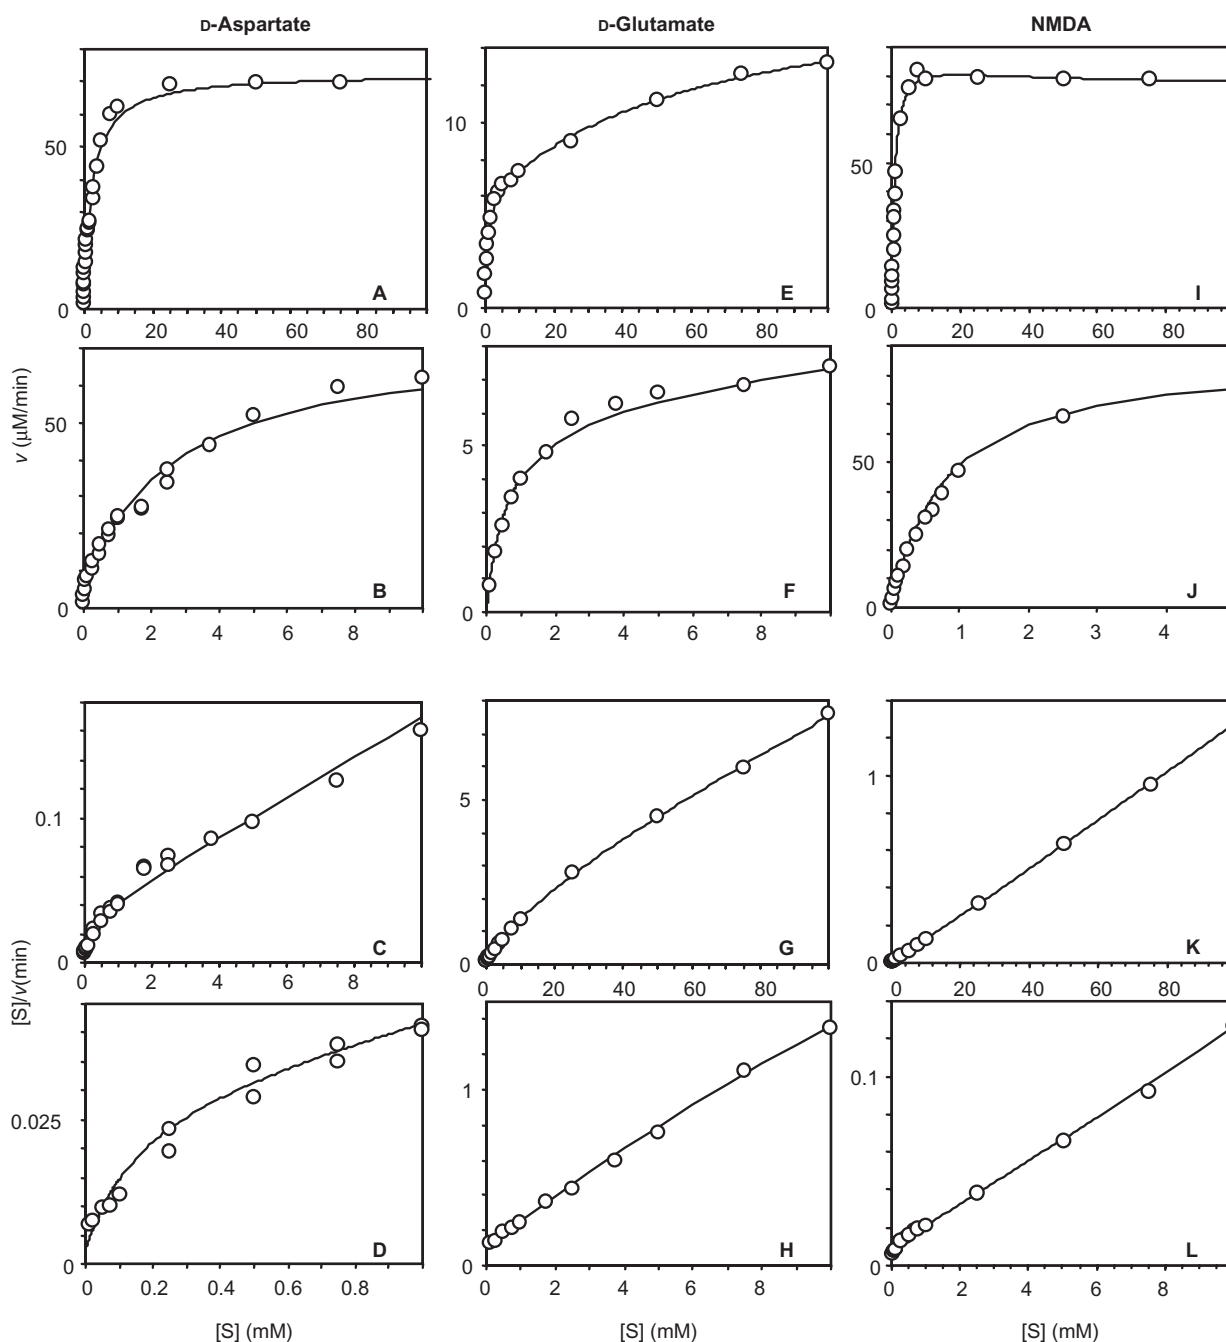 D-Aspartate D-Glutamate NMDA
50
0
A
0 20 40 60 80
10
0
E
0 20 40 60 80
50
0
I
0 20 40 60 80
v (μM/min)
50
0
B
0 2 4 6 8
5
0
F
0 2 4 6 8
50
0
J
0 1 2 3 4
[S]/v(min)
0.1
0
C
0 2 4 6 8
5
0
G
0 20 40 60 80
1
0
K
0 20 40 60 80
0.025
0
D
0 0.2 0.4 0.6 0.8
1
0
H
0 2 4 6 8
0.1
0
L
0 2 4 6 8
[S] (mM) [S] (mM) [S] (mM)